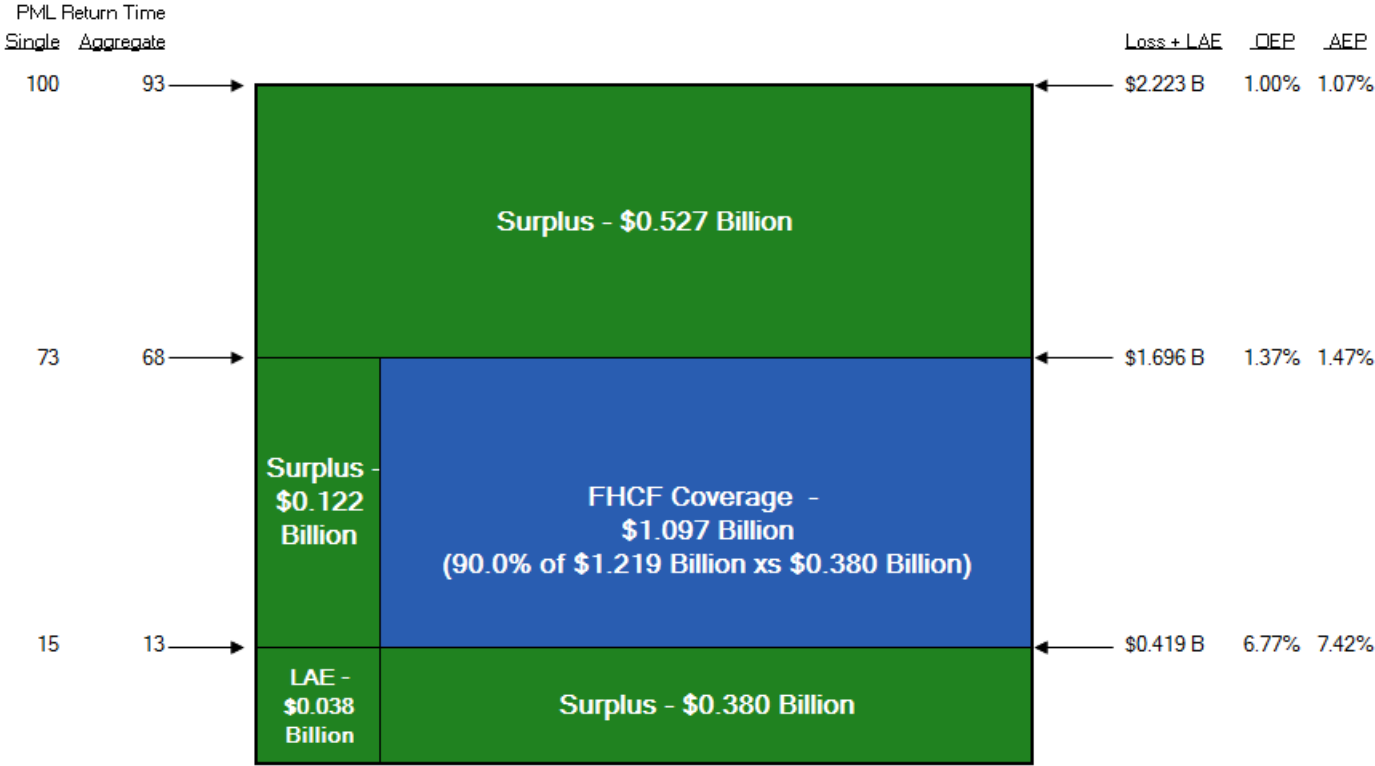 PML Return Time
Single Aggregate Loss + LAE OEP AEP
100 93 $2.223 B 1.00% 1.07%
Surplus - $0.527 Billion
73 68 $1.696 B 1.37% 1.47%
Surplus -
$0.122
Billion
FHCF Coverage -
$1.097 Billion
(90.0% of $1.219 Billion xs $0.380 Billion)
15 13 $0.419 B 6.77% 7.42%
LAE -
$0.038
Billion
Surplus - $0.380 Billion